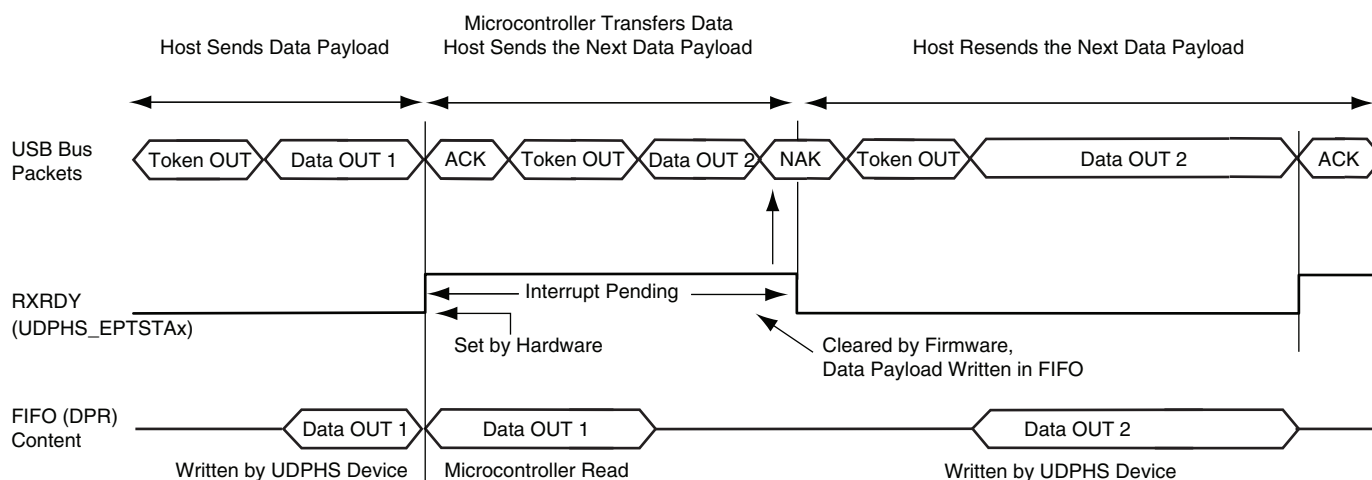 Microcontroller Transfers Data
Host Sends Data Payload
Host Sends the Next Data Payload
Host Resends the Next Data Payload
USB Bus
Packets
Token OUT
Data OUT 1
ACK
Token OUT
Data OUT 2
NAK
Token OUT
Data OUT 2
ACK
RXRDY
(UDPHS_EPTSTAx)
Interrupt Pending
Set by Hardware
Cleared by Firmware,
Data Payload Written in FIFO
FIFO (DPR)
Content
Data OUT 1
Data OUT 1
Data OUT 2
Written by UDPHS Device
Microcontroller Read
Written by UDPHS Device